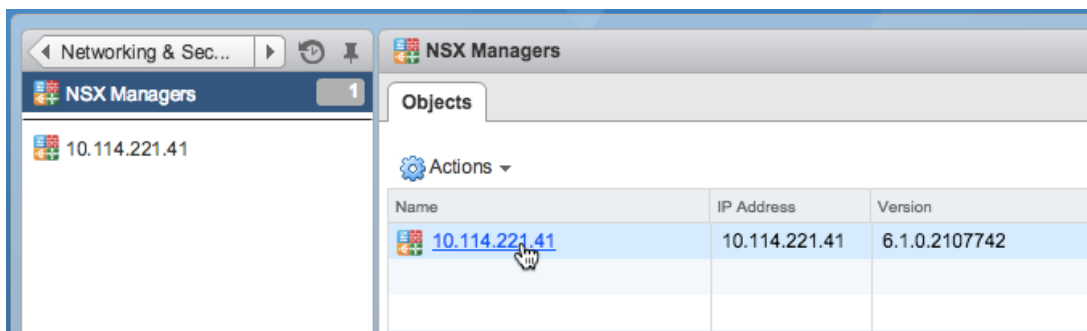 Networking & Sec...
NSX Managers 1
10.114.221.41
NSX Managers
Objects
Actions
Name IP Address Version
10.114.221.41 10.114.221.41 6.1.0.2107742